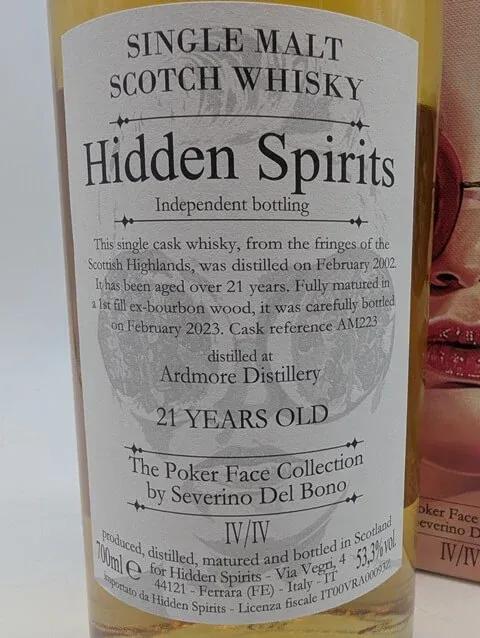 SINGLE MALT
SCOTCH WHISKY
Hidden Spirits
Independent bottling
This single cask whisky, from the fringes of the
Scottish Highlands, was distilled on February 2002.
It has been aged over 21 years. Fully matured in
a 1st fill ex-bourbon wood, it was carefully bottled
on February 2023. Cask reference AM223
distilled at
Ardmore Distillery
21 YEARS OLD
The Poker Face Collection
by Severino Del Bono
IV/IV
produced, distilled, matured and bottled in Scotland
700ml e for Hidden Spirits - Via Vegri, 4 53,3%vol.
44121 - Ferrara (FE) - Italy - IT
importato da Hidden Spirits - Licenza fiscale IT00VRA000932
oker Face
everino D
IV/IV